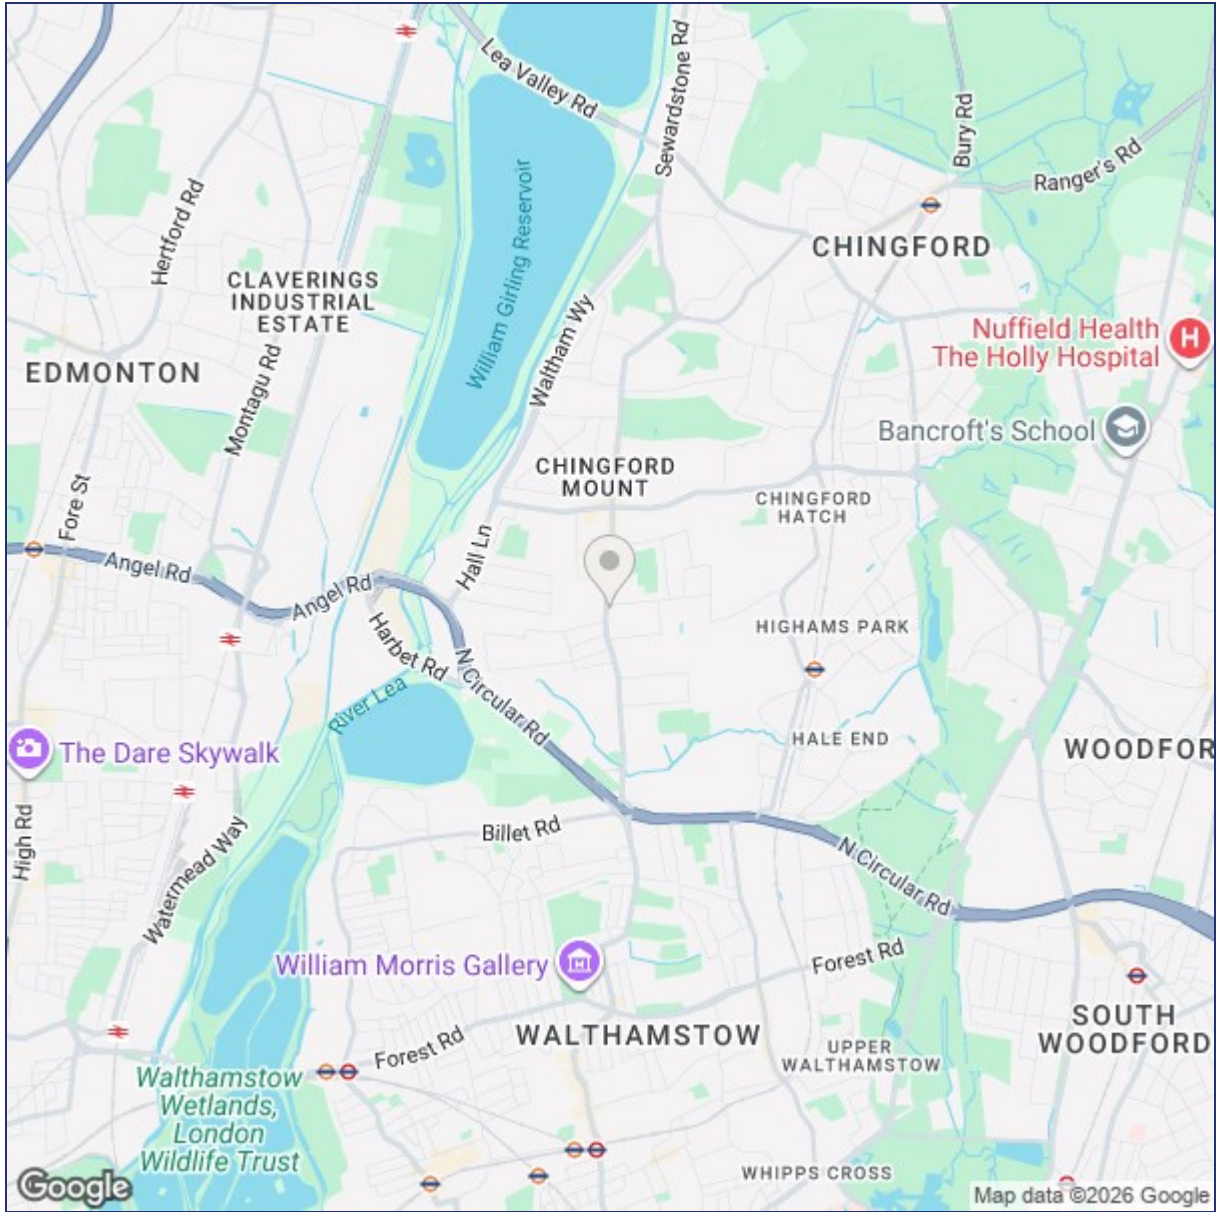 Lea Valley Rd
Sewardstone Rd
Bury Rd
Ranger's Rd
Hertford Rd
William Girling Reservoir
CHINGFORD
CLAVERINGS
INDUSTRIAL
ESTATE
Waltham Wy
Nuffield Health
The Holly Hospital
EDMONTON
Montagu Rd
Bancroft's School
CHINGFORD
MOUNT
CHINGFORD
HATCH
Fore St
Angel Rd
Hall Ln
Angel Rd
HIGHAMS PARK
Harbet Rd
N Circular Rd
River Lea
HALE END
The Dare Skywalk
WOODFOR
High Rd
Billet Rd
Watermead Way
N Circular Rd
William Morris Gallery
Forest Rd
SOUTH
WOODFORD
WALTHAMSTOW
Forest Rd
UPPER
WALTHAMSTOW
Walthamstow
Wetlands,
London
Wildlife Trust
WHIPPS CROSS
Google
Map data ©2026 Google